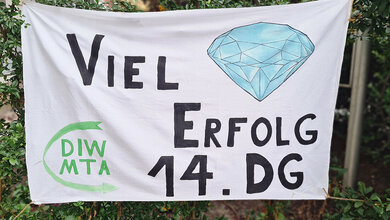 VIEL
ERFOLG
14. DG
DIW
MTA